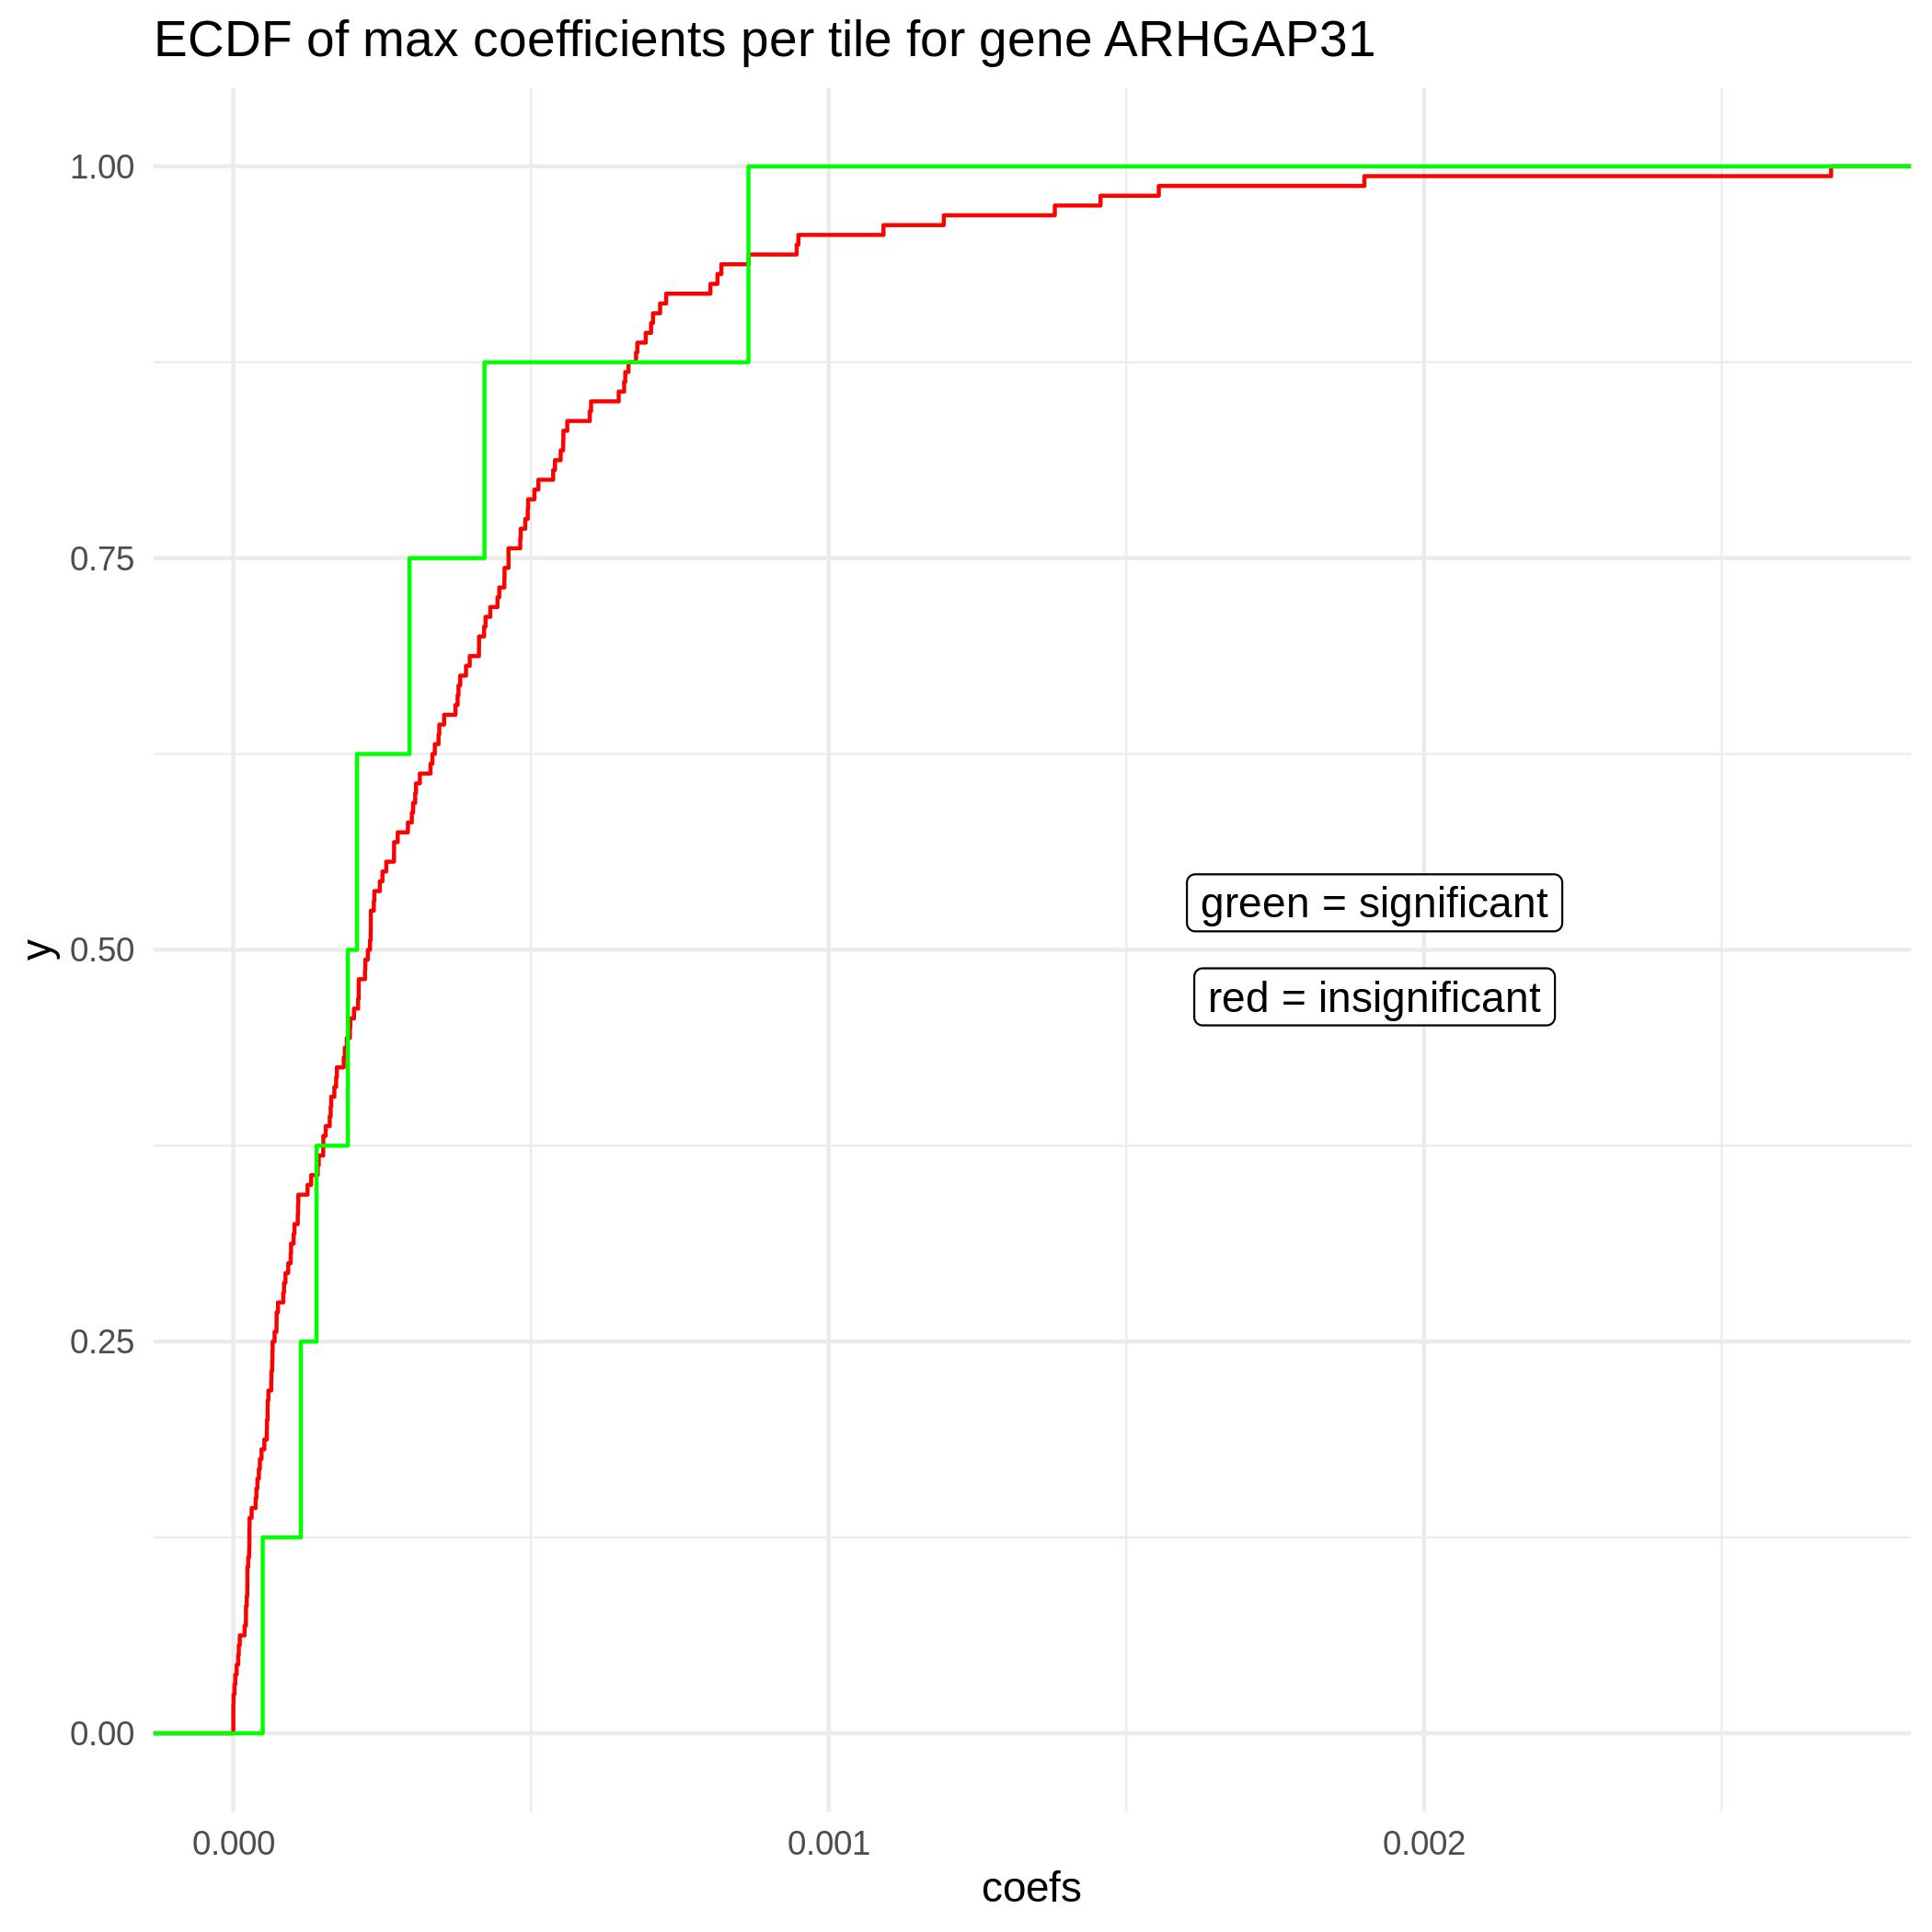 ECDF of max coefficients per tile for gene ARHGAP31
1.00
0.75
0.50
0.25
0.00
y
green = significant
red = insignificant
0.000
0.001
0.002
coefs